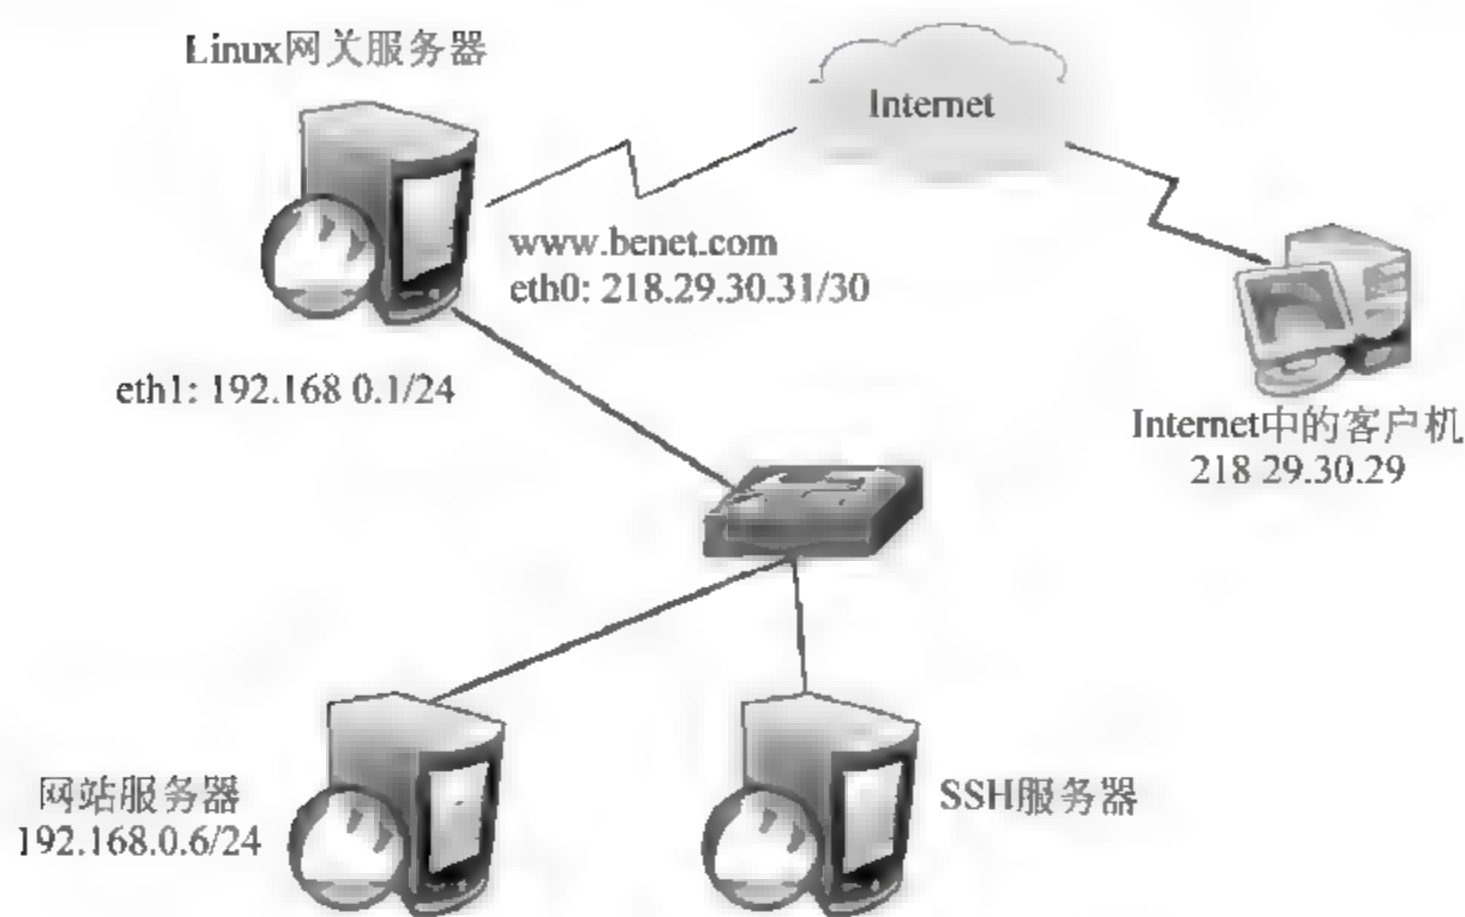 Linux网关服务器
Internet
www.benet.com
eth0: 218.29.30.31/30
eth1: 192.168 0.1/24
Internet中的客户机
218 29.30.29
网站服务器
192.168.0.6/24
SSH服务器